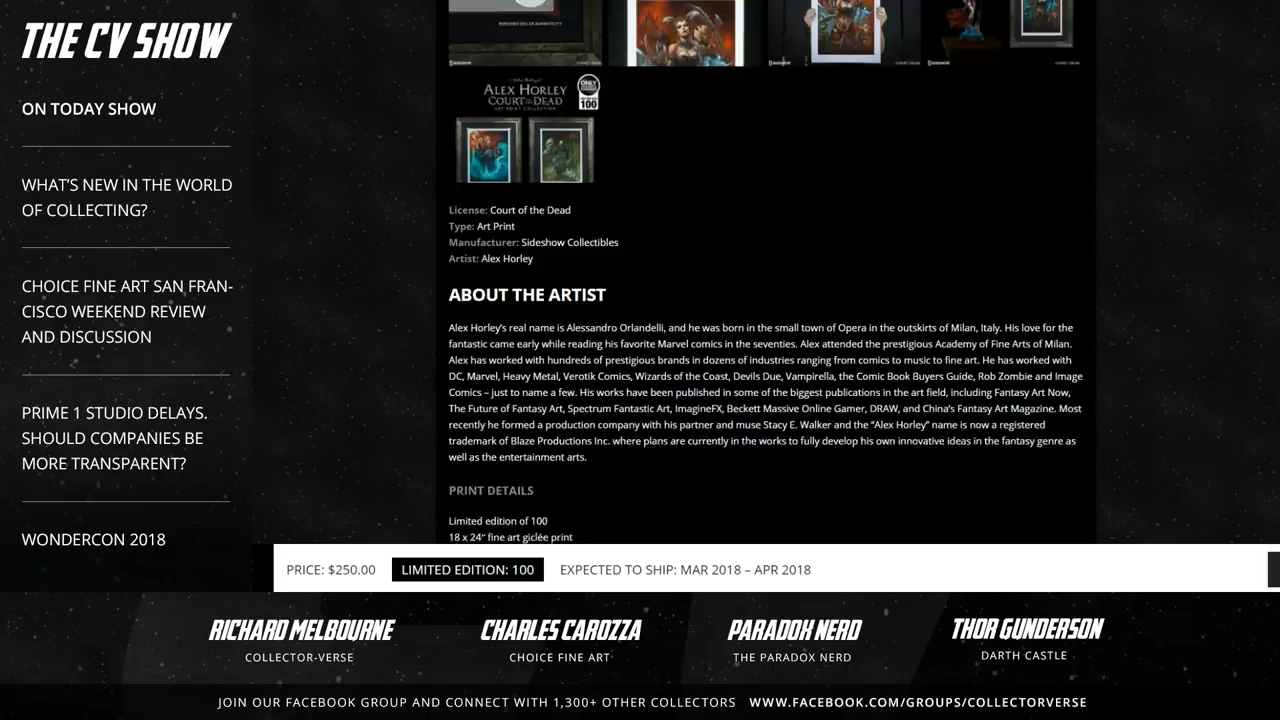 THE CV SHOW
ON TODAY SHOW
WHAT'S NEW IN THE WORLD
OF COLLECTING?
CHOICE FINE ART SAN FRAN-
CISCO WEEKEND REVIEW
AND DISCUSSION
PRIME 1 STUDIO DELAYS.
SHOULD COMPANIES BE
MORE TRANSPARENT?
WONDERCON 2018
ALEX HORLEY
COURT OF THE DEAD
ART PRINT COLLECTION
ONLY
100
License: Court of the Dead
Type: Art Print
Manufacturer: Sideshow Collectibles
Artist: Alex Horley
ABOUT THE ARTIST
Alex Horley's real name is Alessandro Orlandelli, and he was born in the small town of Opera in the outskirts of Milan, Italy. His love for the
fantastic came early while reading his favorite Marvel comics in the seventies. Alex attended the prestigious Academy of Fine Arts of Milan.
Alex has worked with hundreds of prestigious brands in dozens of industries ranging from comics to music to fine art. He has worked with
DC, Marvel, Heavy Metal, Verotik Comics, Wizards of the Coast, Devils Due, Vampirella, the Comic Book Buyers Guide, Rob Zombie and Image
Comics – just to name a few. His works have been published in some of the biggest publications in the art field, including Fantasy Art Now,
The Future of Fantasy Art, Spectrum Fantastic Art, ImagineFX, Beckett Massive Online Gamer, DRAW, and China's Fantasy Art Magazine. Most
recently he formed a production company with his partner and muse Stacy E. Walker and the "Alex Horley" name is now a registered
trademark of Blaze Productions Inc. where plans are currently in the works to fully develop his own innovative ideas in the fantasy genre as
well as the entertainment arts.
PRINT DETAILS
Limited edition of 100
18 x 24" fine art giclée print
PRICE: $250.00 LIMITED EDITION: 100 EXPECTED TO SHIP: MAR 2018 – APR 2018
RICHARD MELBOURNE CHARLES CAROZZA PARADOX NERD THOR GUNDERSON
COLLECTOR-VERSE CHOICE FINE ART THE PARADOX NERD DARTH CASTLE
JOIN OUR FACEBOOK GROUP AND CONNECT WITH 1,300+ OTHER COLLECTORS WWW.FACEBOOK.COM/GROUPS/COLLECTORVERSE